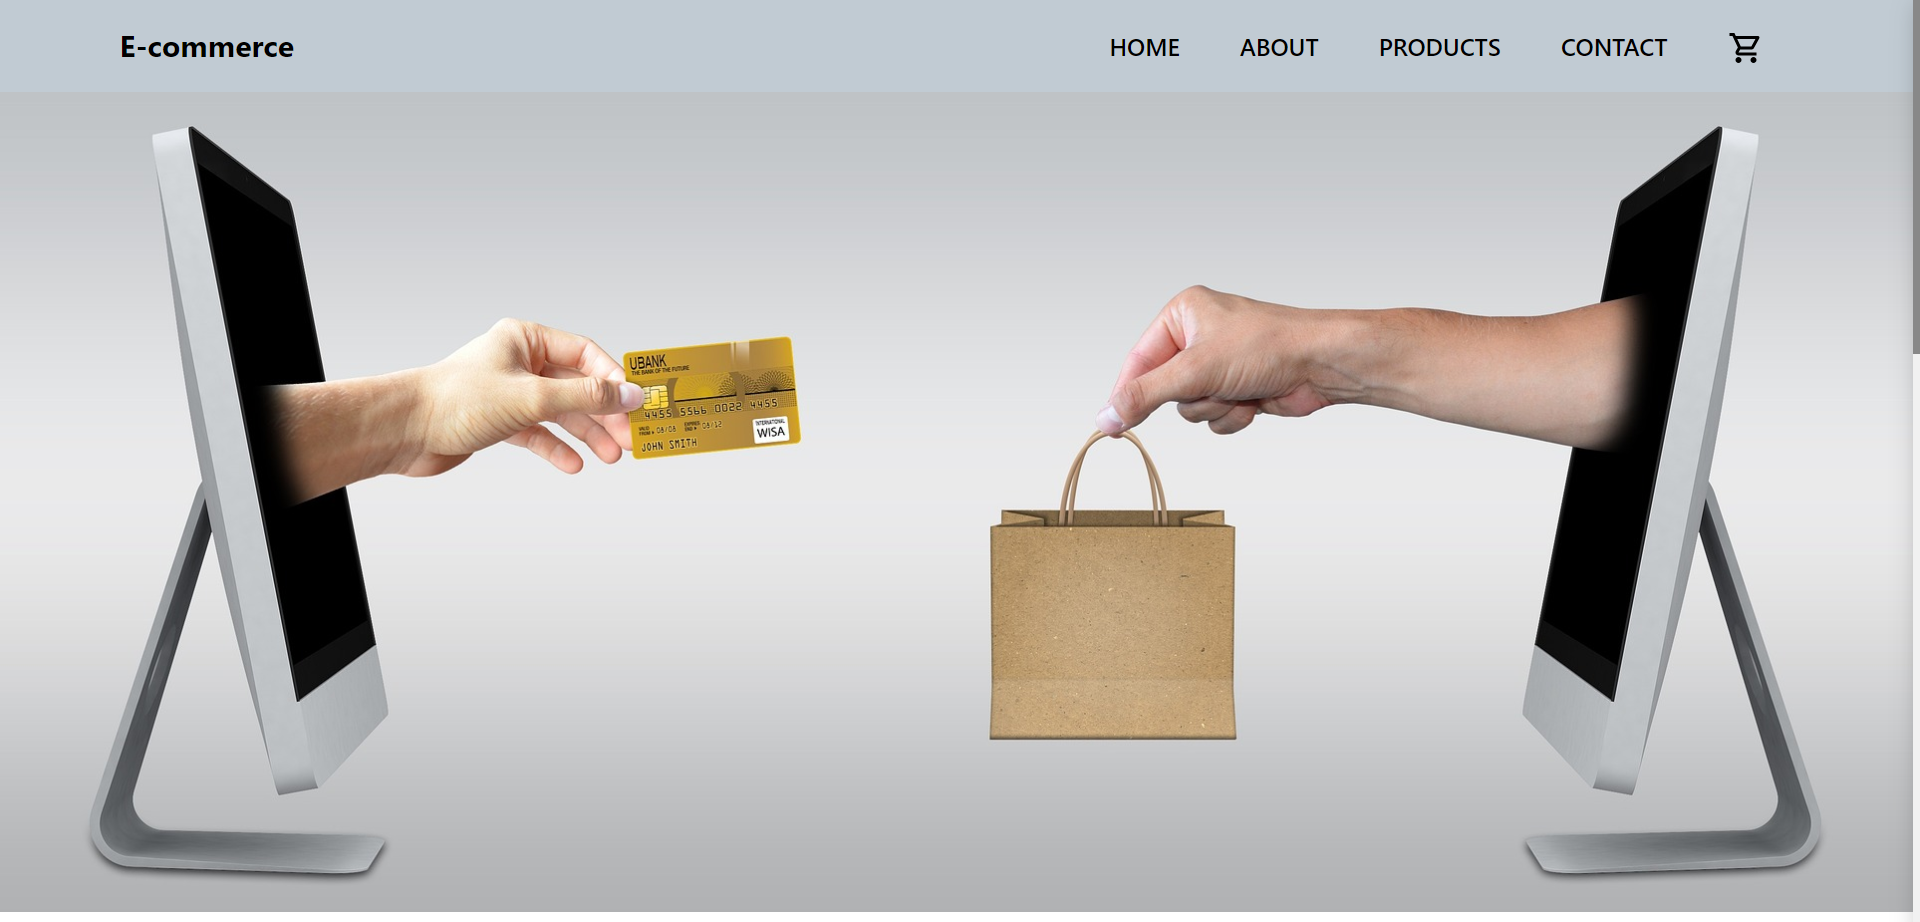 E-commerce
HOME
ABOUT
PRODUCTS
CONTACT
UBANK
THE BANK OF THE FUTURE
4455 5566 0022 4455
VALID FROM 08/08 EXPIRES END 08/12
JOHN SMITH
INTERNATIONAL
WISA